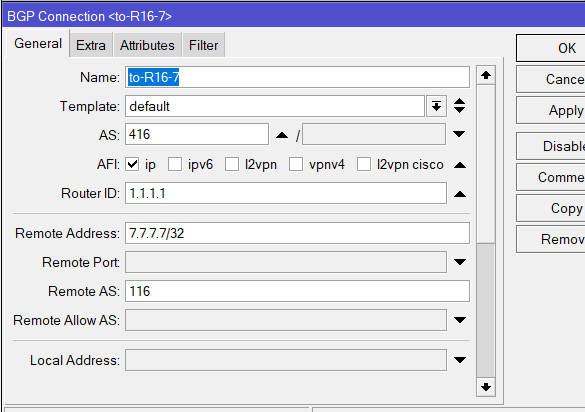 BGP Connection <to-R16-7>
General Extra Attributes Filter
Name: to-R16-7
Template: default
AS: 416 /
AFI: ip ipv6 l2vpn vpnv4 l2vpn cisco
Router ID: 1.1.1.1
Remote Address: 7.7.7.7/32
Remote Port:
Remote AS: 116
Remote Allow AS:
Local Address:
OK
Cance
Apply
Disable
Comme
Copy
Remov